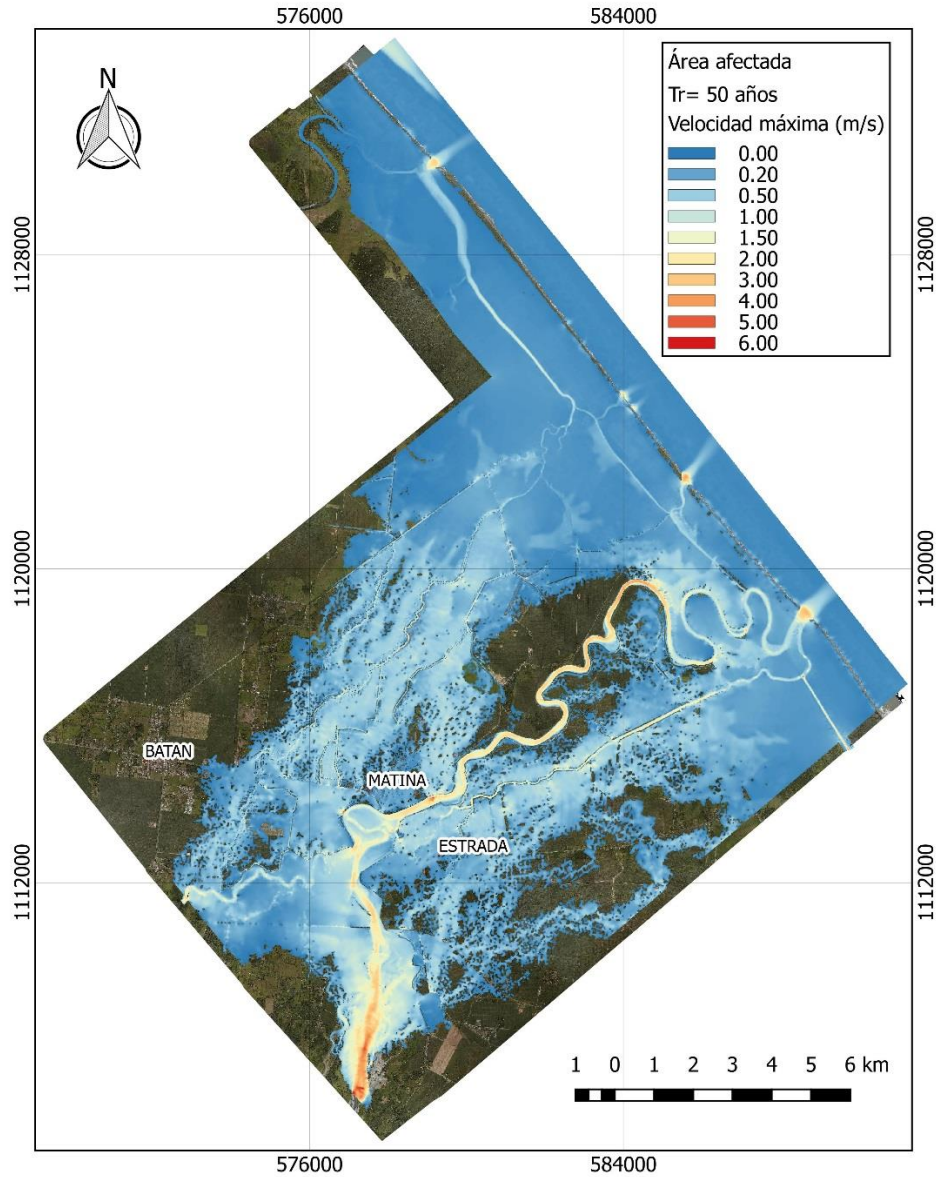 576000 584000
N
Área afectada
Tr= 50 años
Velocidad máxima (m/s)
0.00
0.20
0.50
1.00
1.50
2.00
3.00
4.00
5.00
6.00
1128000 1128000
1120000 1120000
BATAN
MATINA
ESTRADA
1112000 1112000
1 0 1 2 3 4 5 6 km
576000 584000